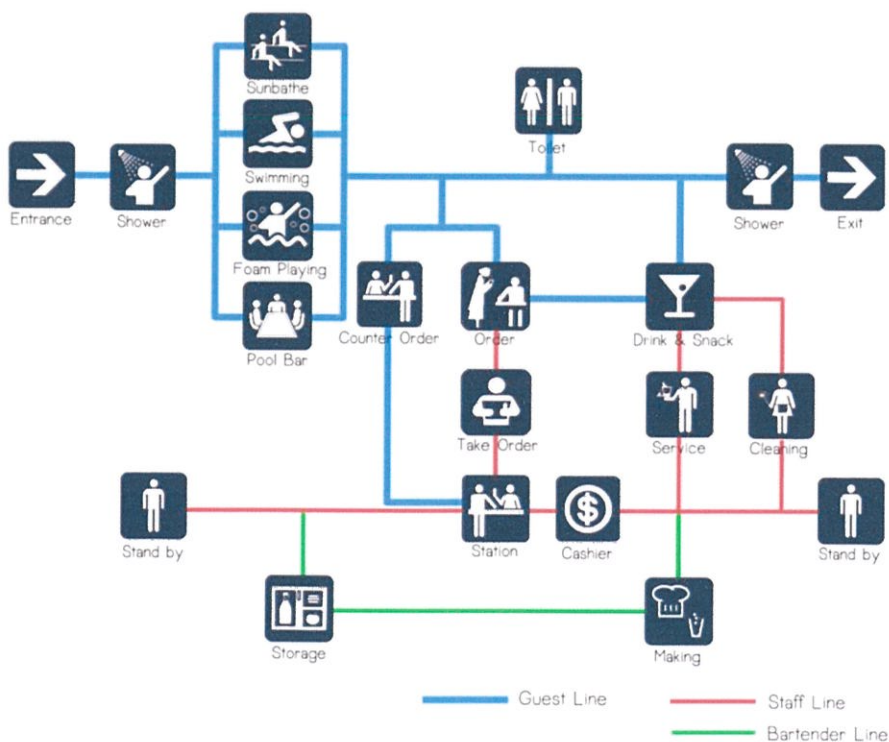 Sunbathe
Toilet
Swimming
Entrance
Shower
Shower
Exit
Foam Playing
Counter Order
Order
Drink & Snack
Pool Bar
Take Order
Service
Cleaning
Stand by
Station
$
Cashier
Stand by
Storage
Making
Guest Line
Staff Line
Bartender Line